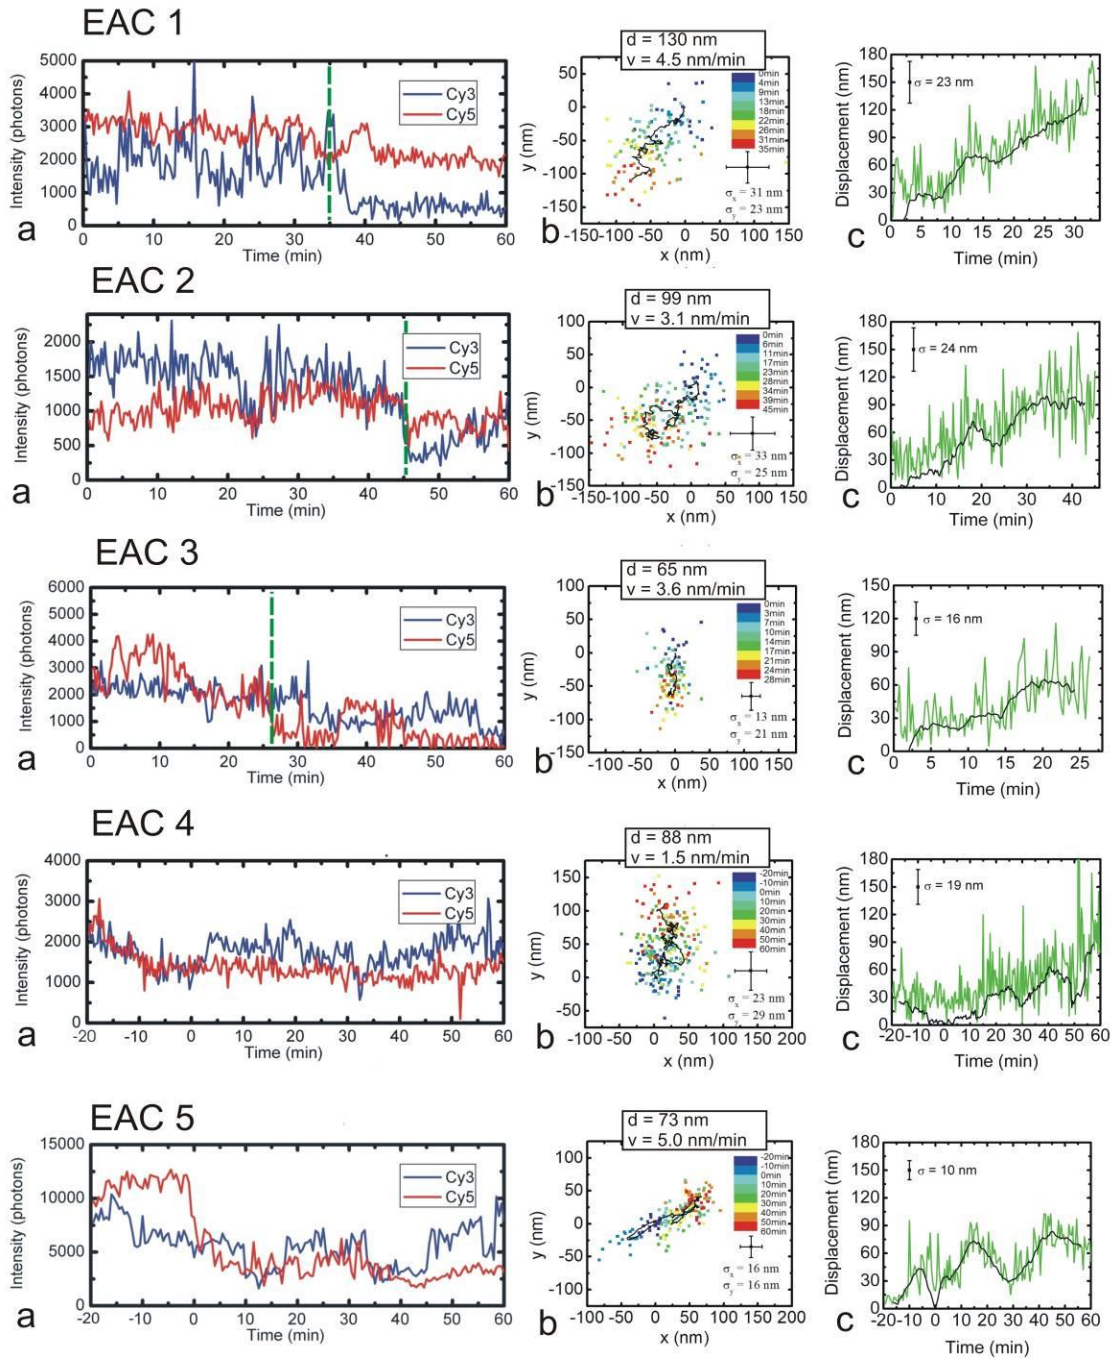 EAC 1
Intensity (photons)
5000
4000
3000
2000
1000
0
Cy3
Cy5
0 10 20 30 40 50 60
Time (min)
a
d = 130 nm
v = 4.5 nm/min
y (nm)
50
0
-50
-100
-150
0min
4min
9min
13min
18min
22min
26min
31min
35min
σx = 31 nm
σy = 23 nm
-150 -100 -50 0 50 100 150
x (nm)
b
Displacement (nm)
180
150
120
90
60
30
0
σ = 23 nm
0 5 10 15 20 25 30
Time (min)
c
EAC 2
Intensity (photons)
2000
1500
1000
500
0
Cy3
Cy5
0 10 20 30 40 50 60
Time (min)
a
d = 99 nm
v = 3.1 nm/min
y (nm)
100
50
0
-50
-100
-150
0min
6min
11min
17min
23min
28min
34min
39min
45min
σx = 33 nm
σy = 25 nm
-150 -100 -50 0 50 100 150
x (nm)
b
Displacement (nm)
180
150
120
90
60
30
0
σ = 24 nm
0 10 20 30 40
Time (min)
c
EAC 3
Intensity (photons)
6000
5000
4000
3000
2000
1000
0
Cy3
Cy5
0 10 20 30 40 50 60
Time (min)
a
d = 65 nm
v = 3.6 nm/min
y (nm)
100
50
0
-50
-100
-150
0min
3min
7min
10min
14min
17min
21min
24min
28min
σx = 13 nm
σy = 21 nm
-100 -50 0 50 100 150
x (nm)
b
Displacement (nm)
150
120
90
60
30
0
σ = 16 nm
0 5 10 15 20 25
Time (min)
c
EAC 4
Intensity (photons)
4000
3000
2000
1000
0
Cy3
Cy5
-20 -10 0 10 20 30 40 50 60
Time (min)
a
d = 88 nm
v = 1.5 nm/min
y (nm)
150
100
50
0
-50
-20min
-10min
0min
10min
20min
30min
40min
50min
60min
σx = 23 nm
σy = 29 nm
-100 -50 0 50 100 150 200
x (nm)
b
Displacement (nm)
180
150
120
90
60
30
0
σ = 19 nm
-20 -10 0 10 20 30 40 50 60
Time (min)
c
EAC 5
Intensity (photons)
15000
10000
5000
0
Cy3
Cy5
-20 -10 0 10 20 30 40 50 60
Time (min)
a
d = 73 nm
v = 5.0 nm/min
y (nm)
100
50
0
-50
-100
-20min
-10min
0min
10min
20min
30min
40min
50min
60min
σx = 16 nm
σy = 16 nm
-100 -50 0 50 100 150 200
x (nm)
b
Displacement (nm)
180
150
120
90
60
30
0
σ = 10 nm
-20 -10 0 10 20 30 40 50 60
Time (min)
c